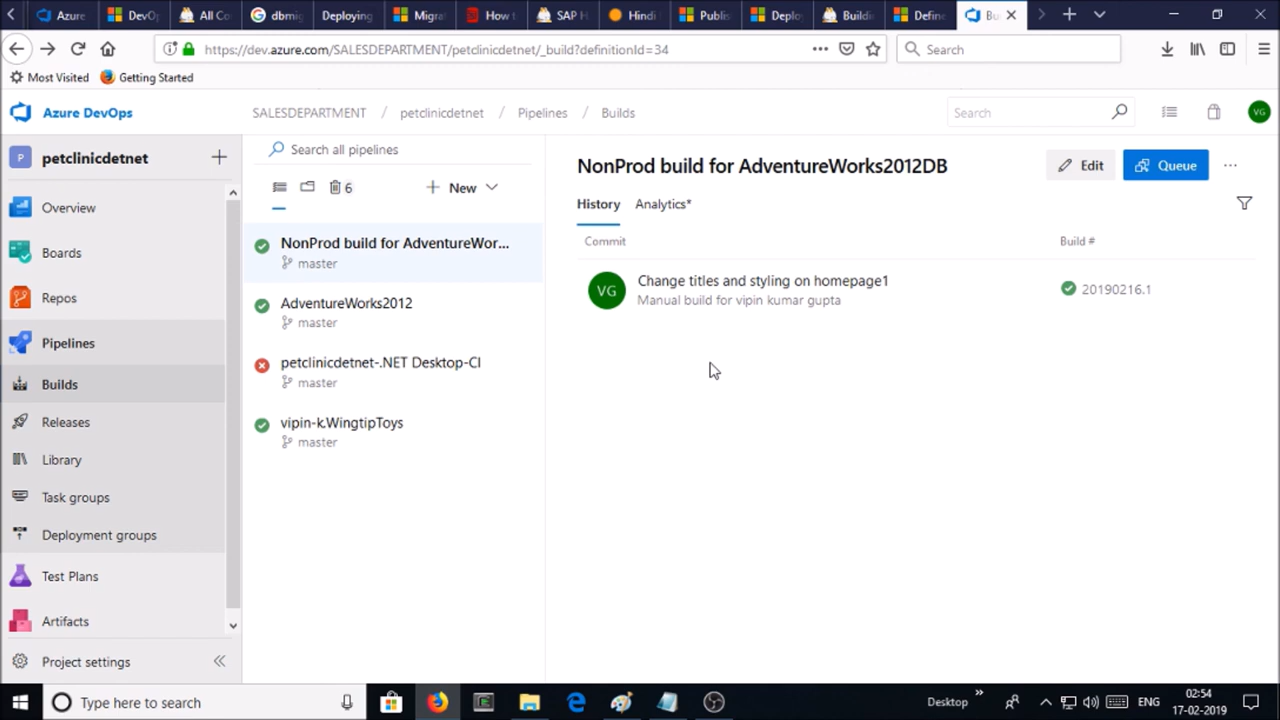 Azure
DevO
All Co
dbmig
Deploying
Migrat
How t
SAP H
Hindi
Publis
Deplo
Buildi
Define
Bu
https://dev.azure.com/SALESDEPARTMENT/petclinicdetnet/_build?definitionId=34
Search
Most Visited
Getting Started
Azure DevOps
SALESDEPARTMENT / petclinicdetnet / Pipelines / Builds
Search
VG
P petclinicdetnet
Overview
Boards
Repos
Pipelines
Builds
Releases
Library
Task groups
Deployment groups
Test Plans
Artifacts
Project settings
Search all pipelines
6
New
NonProd build for AdventureWor...
master
AdventureWorks2012
master
petclinicdetnet-.NET Desktop-CI
master
vipin-k.WingtipToys
master
NonProd build for AdventureWorks2012DB
Edit
Queue
History
Analytics*
Commit
Build #
VG
Change titles and styling on homepage1
Manual build for vipin kumar gupta
20190216.1
Type here to search
Desktop
ENG
02:54
17-02-2019